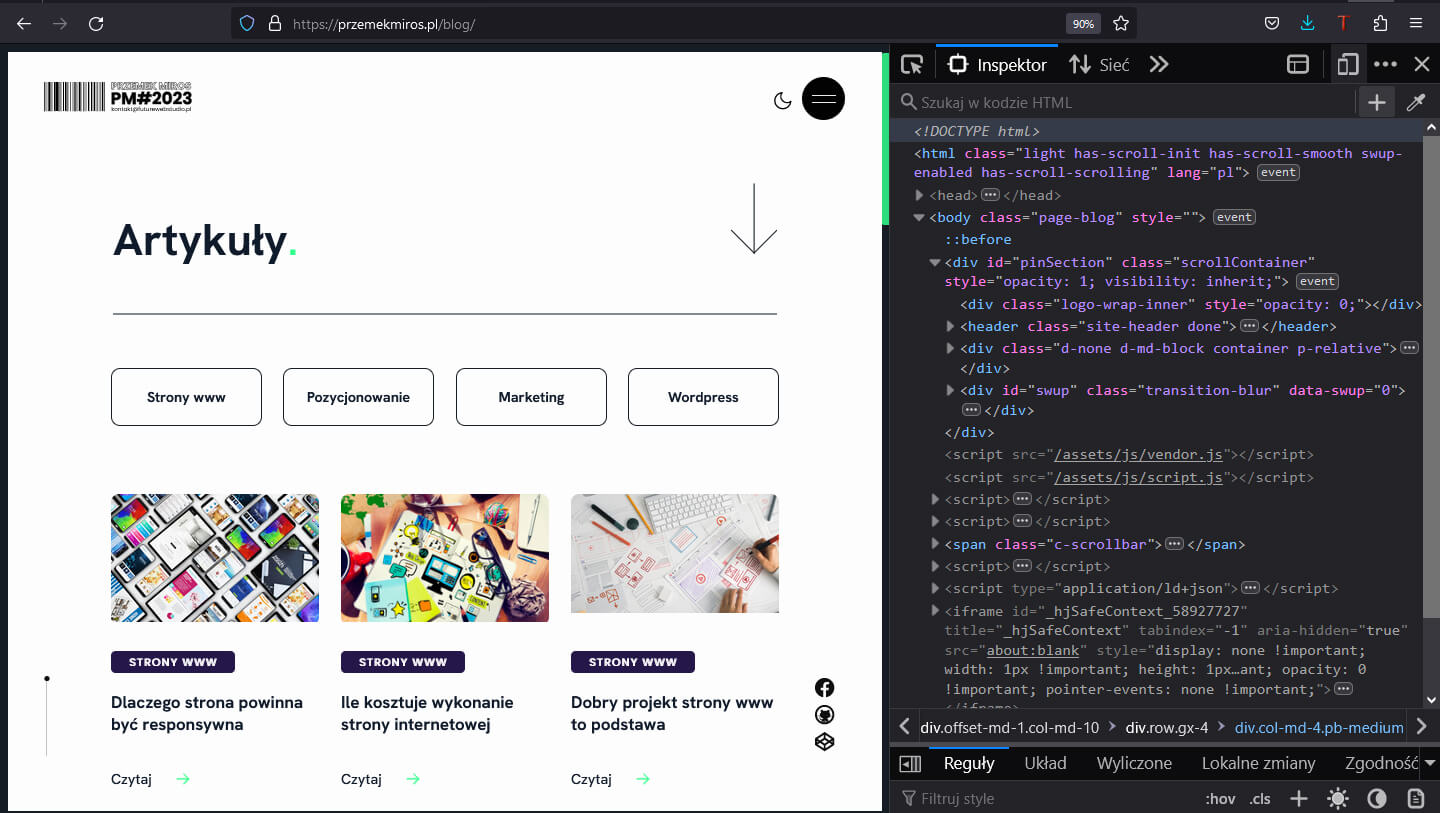 https://przemekmiros.pl/blog/
90%
PRZEMEK MIROS
PM#2023
kontakt@futurewebstudio.pl
Artykuły.
Strony www
Pozycjonowanie
Marketing
Wordpress
STRONY WWW
STRONY WWW
STRONY WWW
Dlaczego strona powinna
być responsywna
Ile kosztuje wykonanie
strony internetowej
Dobry projekt strony www
to podstawa
Czytaj
Czytaj
Czytaj
Inspektor
Sieć
Szukaj w kodzie HTML
<!DOCTYPE html>
<html class="light has-scroll-init has-scroll-smooth swup-
enabled has-scroll-scrolling" lang="pl"> event
<head> ••• </head>
<body class="page-blog" style=""> event
::before
<div id="pinSection" class="scrollContainer"
style="opacity: 1; visibility: inherit;"> event
<div class="logo-wrap-inner" style="opacity: 0;"></div>
<header class="site-header done"> ••• </header>
<div class="d-none d-md-block container p-relative"> •••
</div>
<div id="swup" class="transition-blur" data-swup="0">
••• </div>
</div>
<script src="/assets/js/vendor.js"></script>
<script src="/assets/js/script.js"></script>
<script> ••• </script>
<script> ••• </script>
<span class="c-scrollbar"> ••• </span>
<script> ••• </script>
<script type="application/ld+json"> ••• </script>
<iframe id="_hjSafeContext_58927727"
title="_hjSafeContext" tabindex="-1" aria-hidden="true"
src="about:blank" style="display: none !important;
width: 1px !important; height: 1px…ant; opacity: 0
!important; pointer-events: none !important;"> •••
</iframe>
div.offset-md-1.col-md-10 > div.row.gx-4 > div.col-md-4.pb-medium
Reguły
Układ
Wyliczone
Lokalne zmiany
Zgodność
Filtruj style
:hov .cls